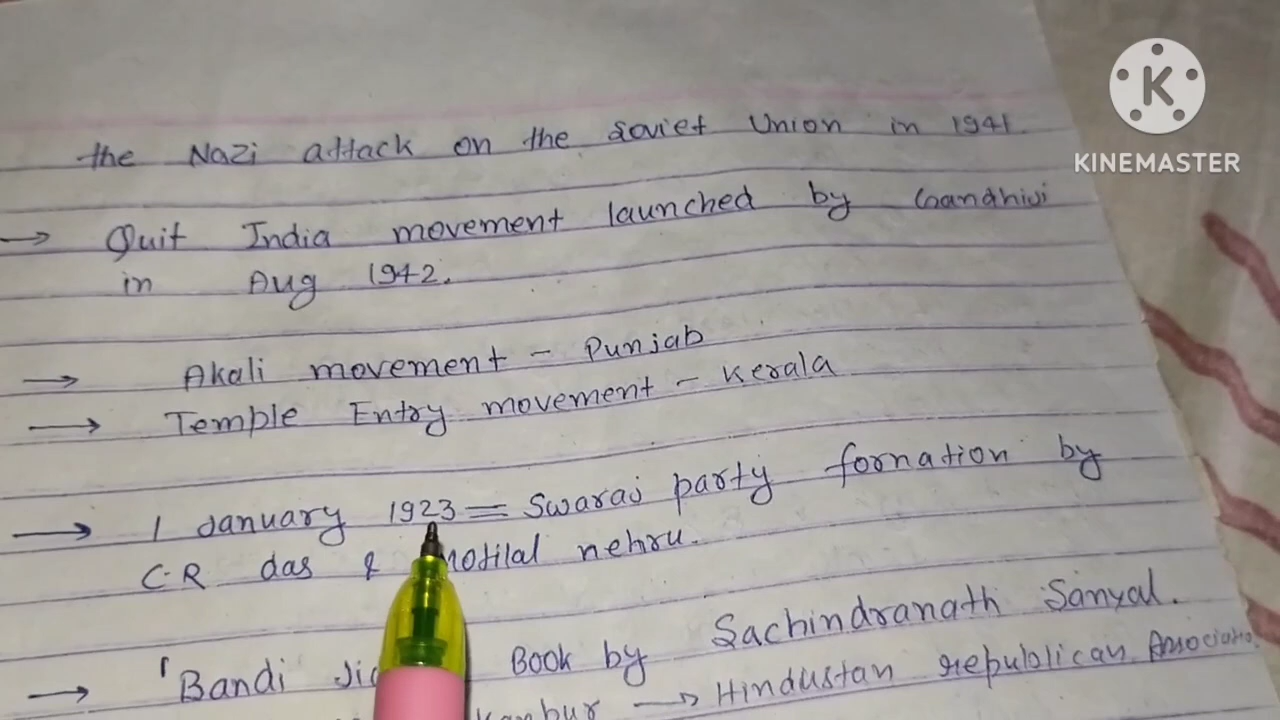 the Nazi attack on the Soviet Union in 1941.
KINEMASTER
→ Quit India movement launched by Gandhiji
in Aug 1942.
→ Akali movement - Punjab
→ Temple Entry movement - Kerala
→ 1 January 1923 = Swaraj party fornation by
C.R das & motilal nehru.
→ 'Bandi Book by Sachindranath Sanyal.
→ Hindustan republican Associatio